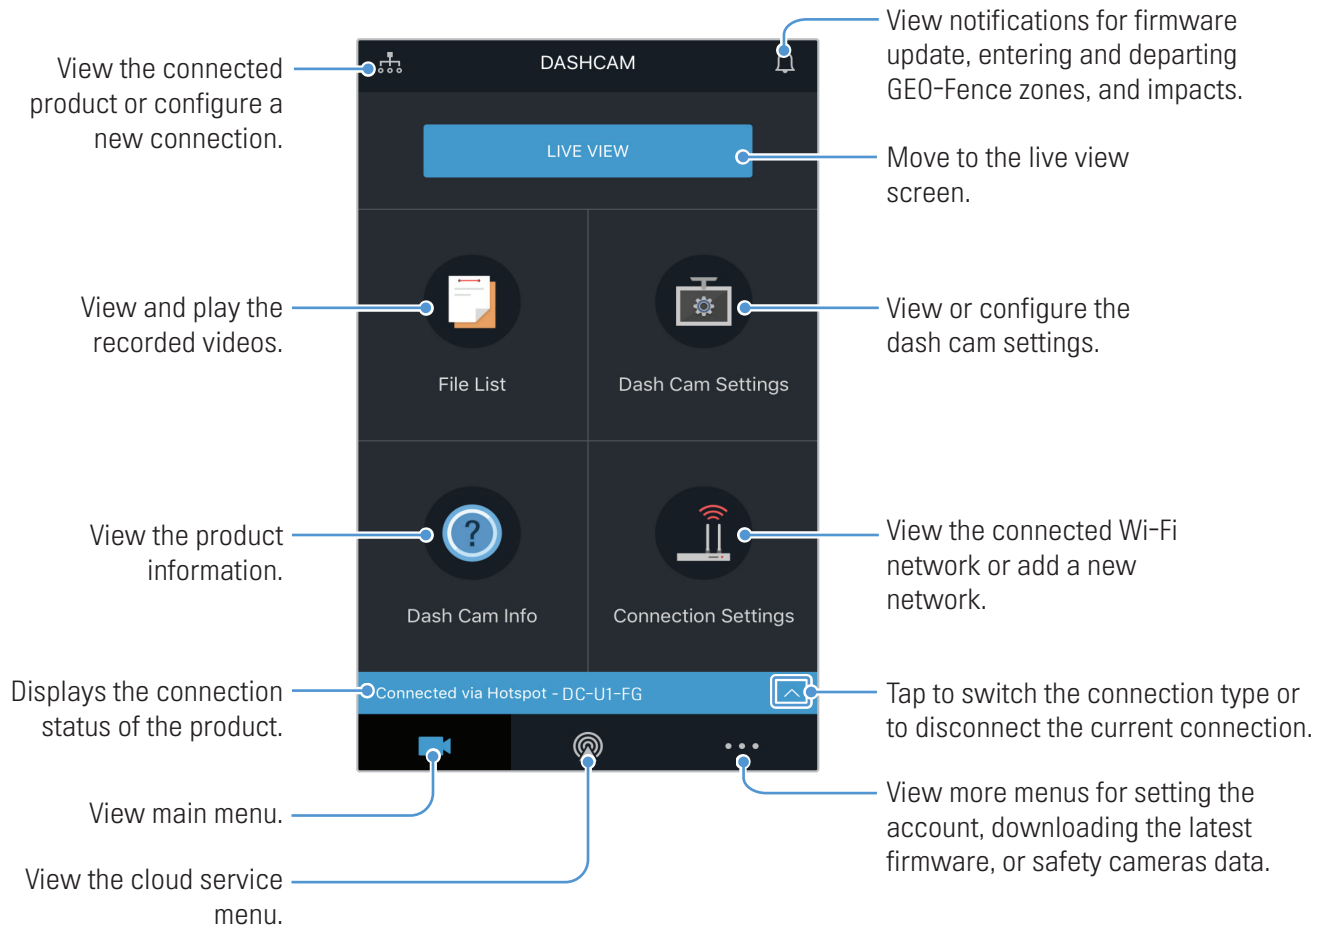 View notifications for firmware
update, entering and departing
GEO-Fence zones, and impacts.
View the connected
product or configure a
new connection.
DASHCAM
LIVE VIEW
Move to the live view
screen.
View and play the
recorded videos.
File List
Dash Cam Settings
View or configure the
dash cam settings.
View the product
information.
Dash Cam Info
Connection Settings
View the connected Wi-Fi
network or add a new
network.
Displays the connection
status of the product.
Connected via Hotspot - DC-U1-FG
Tap to switch the connection type or
to disconnect the current connection.
View main menu.
View the cloud service
menu.
View more menus for setting the
account, downloading the latest
firmware, or safety cameras data.